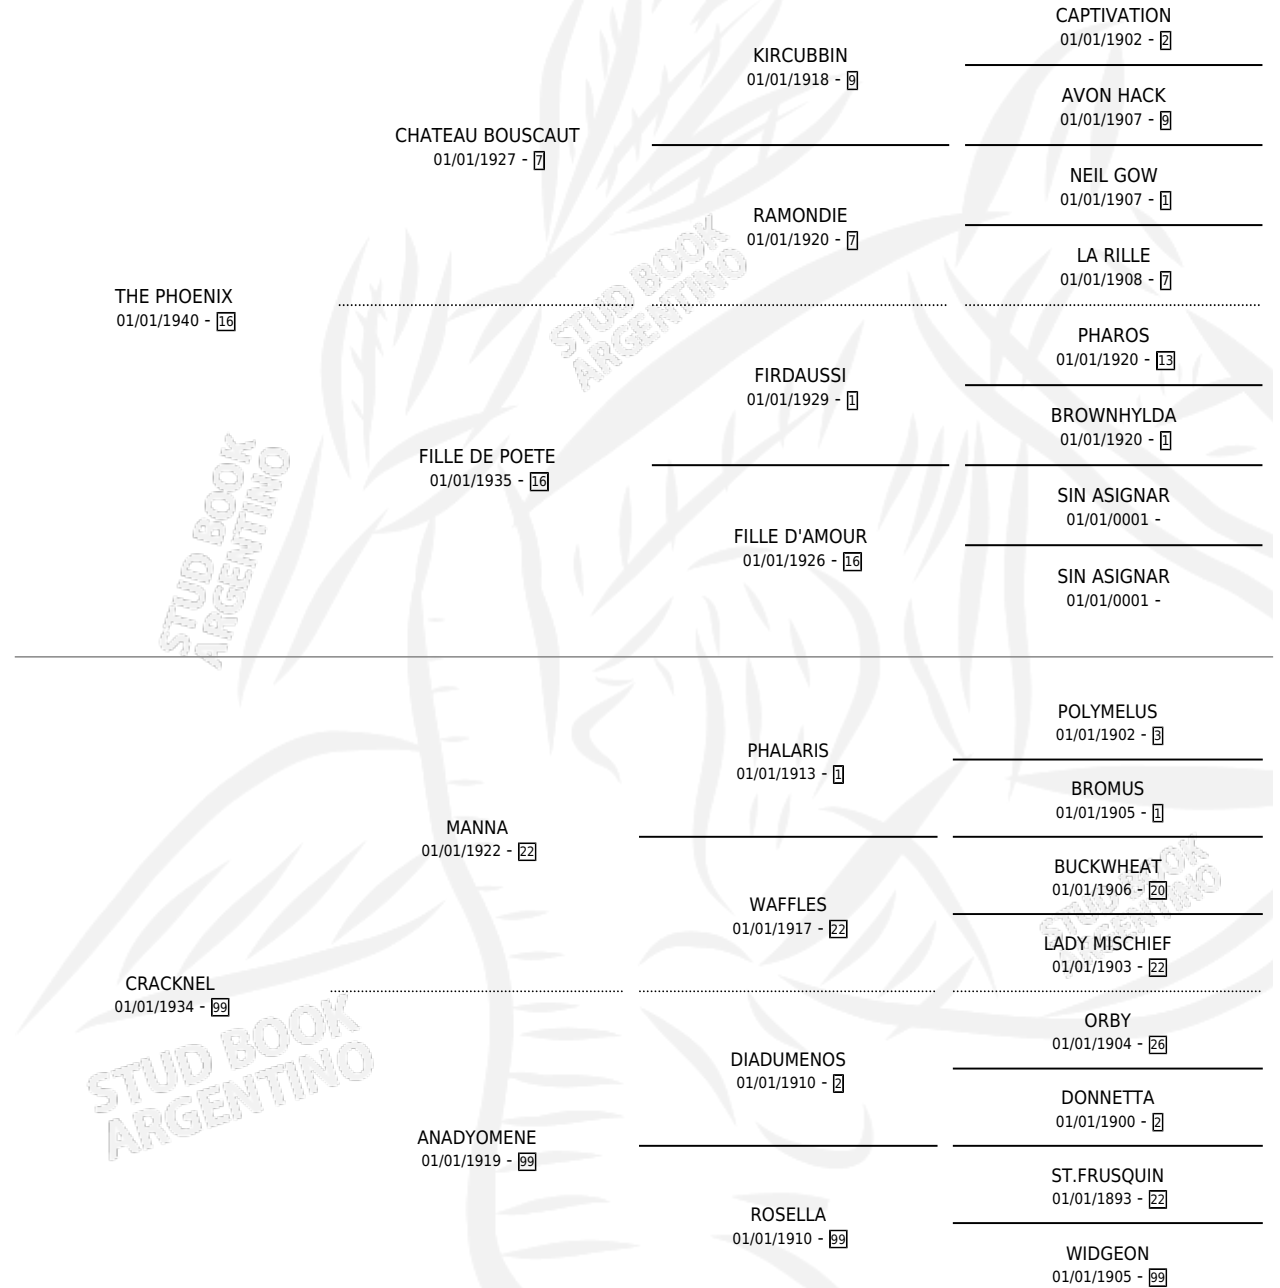 CAPTIVATION
01/01/1902 - 2
KIRCUBBIN
01/01/1918 - 9
AVON HACK
01/01/1907 - 9
CHATEAU BOUSCAUT
01/01/1927 - 7
NEIL GOW
01/01/1907 - 1
RAMONDIE
01/01/1920 - 7
LA RILLE
01/01/1908 - 7
THE PHOENIX
01/01/1940 - 16
PHAROS
01/01/1920 - 13
FIRDAUSSI
01/01/1929 - 1
BROWNHYLDA
01/01/1920 - 1
FILLE DE POETE
01/01/1935 - 16
SIN ASIGNAR
01/01/0001 -
FILLE D'AMOUR
01/01/1926 - 16
SIN ASIGNAR
01/01/0001 -
STUD BOOK
ARGENTINO
STUD BOOK
ARGENTINO
POLYMELUS
01/01/1902 - 3
PHALARIS
01/01/1913 - 1
BROMUS
01/01/1905 - 1
MANNA
01/01/1922 - 22
BUCKWHEAT
01/01/1906 - 20
WAFFLES
01/01/1917 - 22
LADY MISCHIEF
01/01/1903 - 22
STUD BOOK
ARGENTINO
CRACKNEL
01/01/1934 - 99
ORBY
01/01/1904 - 26
DIADUMENOS
01/01/1910 - 2
DONNETTA
01/01/1900 - 2
STUD BOOK
ARGENTINO
ANADYOMENE
01/01/1919 - 99
ST.FRUSQUIN
01/01/1893 - 22
ROSELLA
01/01/1910 - 99
WIDGEON
01/01/1905 - 99